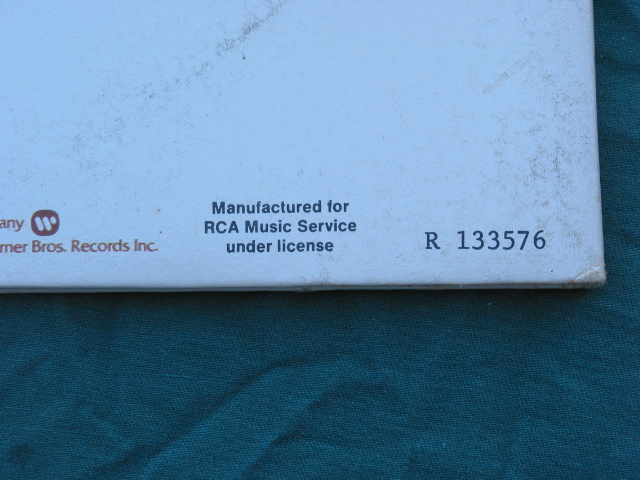 any
rner Bros. Records Inc.
Manufactured for
RCA Music Service
under license
R 133576